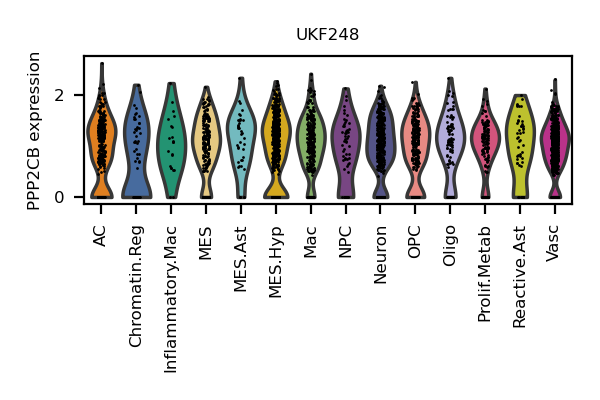 UKF248
PPP2CB expression
2
0
AC
Chromatin.Reg
Inflammatory.Mac
MES
MES.Ast
MES.Hyp
Mac
NPC
Neuron
OPC
Oligo
Prolif.Metab
Reactive.Ast
Vasc